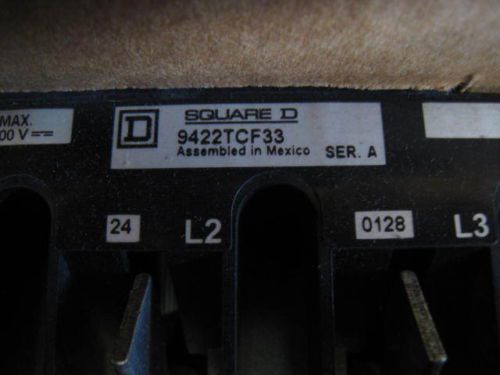 MAX.
00 V
D SQUARE D
9422TCF33
Assembled in Mexico SER. A
24 L2 0128 L3